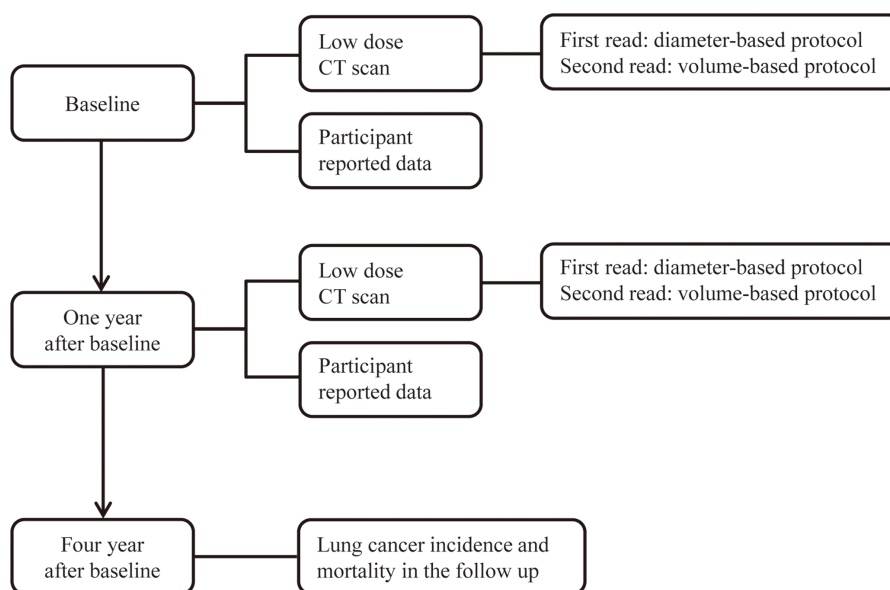 Baseline
Low dose
CT scan
First read: diameter-based protocol
Second read: volume-based protocol
Participant
reported data
One year
after baseline
Low dose
CT scan
First read: diameter-based protocol
Second read: volume-based protocol
Participant
reported data
Four year
after baseline
Lung cancer incidence and
mortality in the follow up